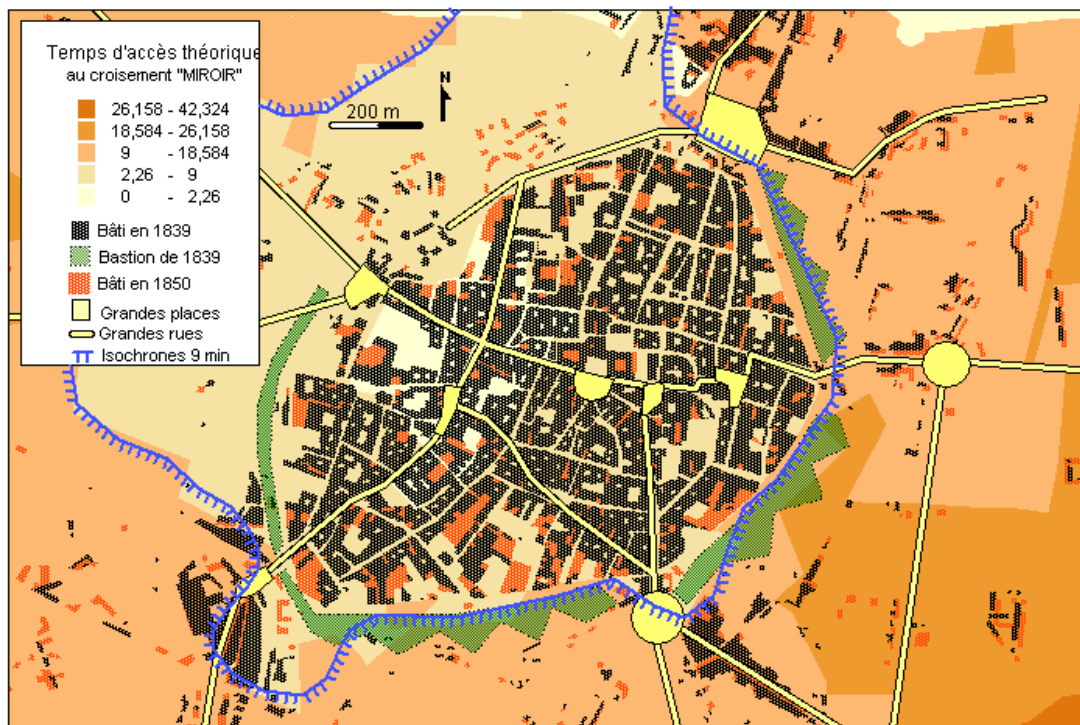 Temps d'accès théorique
au croisement "MIROIR"
26,158 - 42,324
18,584 - 26,158
9 - 18,584
2,26 - 9
0 - 2,26
Bâti en 1839
Bastion de 1839
Bâti en 1850
Grandes places
Grandes rues
Isochrones 9 min
200 m
N